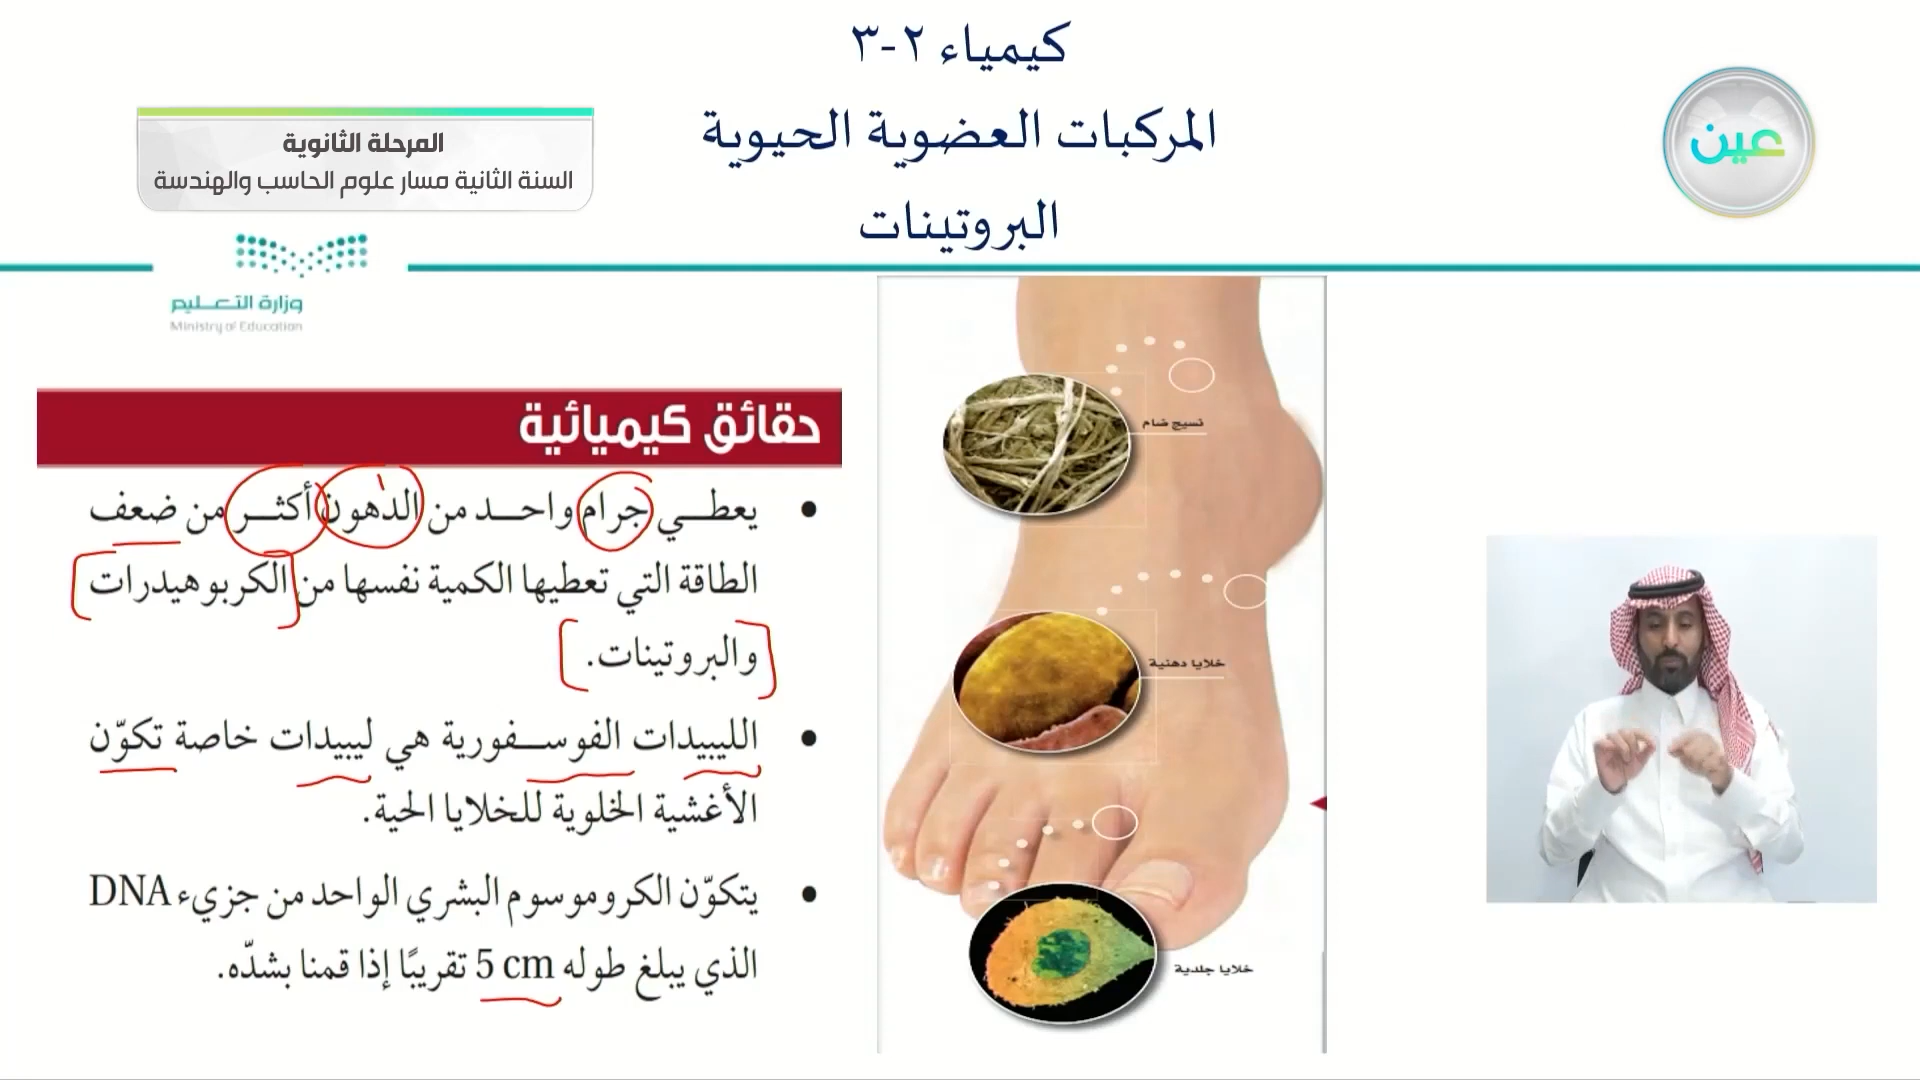 كيمياء ٢-٣
المركبات العضوية الحيوية
البروتينات
عين
المرحلة الثانوية
السنة الثانية مسار علوم الحاسب والهندسة
وزارة التعليم
Ministry of Education
حقائق كيميائية
• يعطي جرام واحد من الدهون أكثر من ضعف
الطاقة التي تعطيها الكمية نفسها من الكربوهيدرات
والبروتينات.
• الليبيدات الفوسفورية هي ليبيدات خاصة تكوّن
الأغشية الخلوية للخلايا الحية.
• يتكوّن الكروموسوم البشري الواحد من جزيء DNA
الذي يبلغ طوله 5 cm تقريبًا إذا قمنا بشدّه.
نسيج ضام
خلايا دهنية
خلايا جلدية